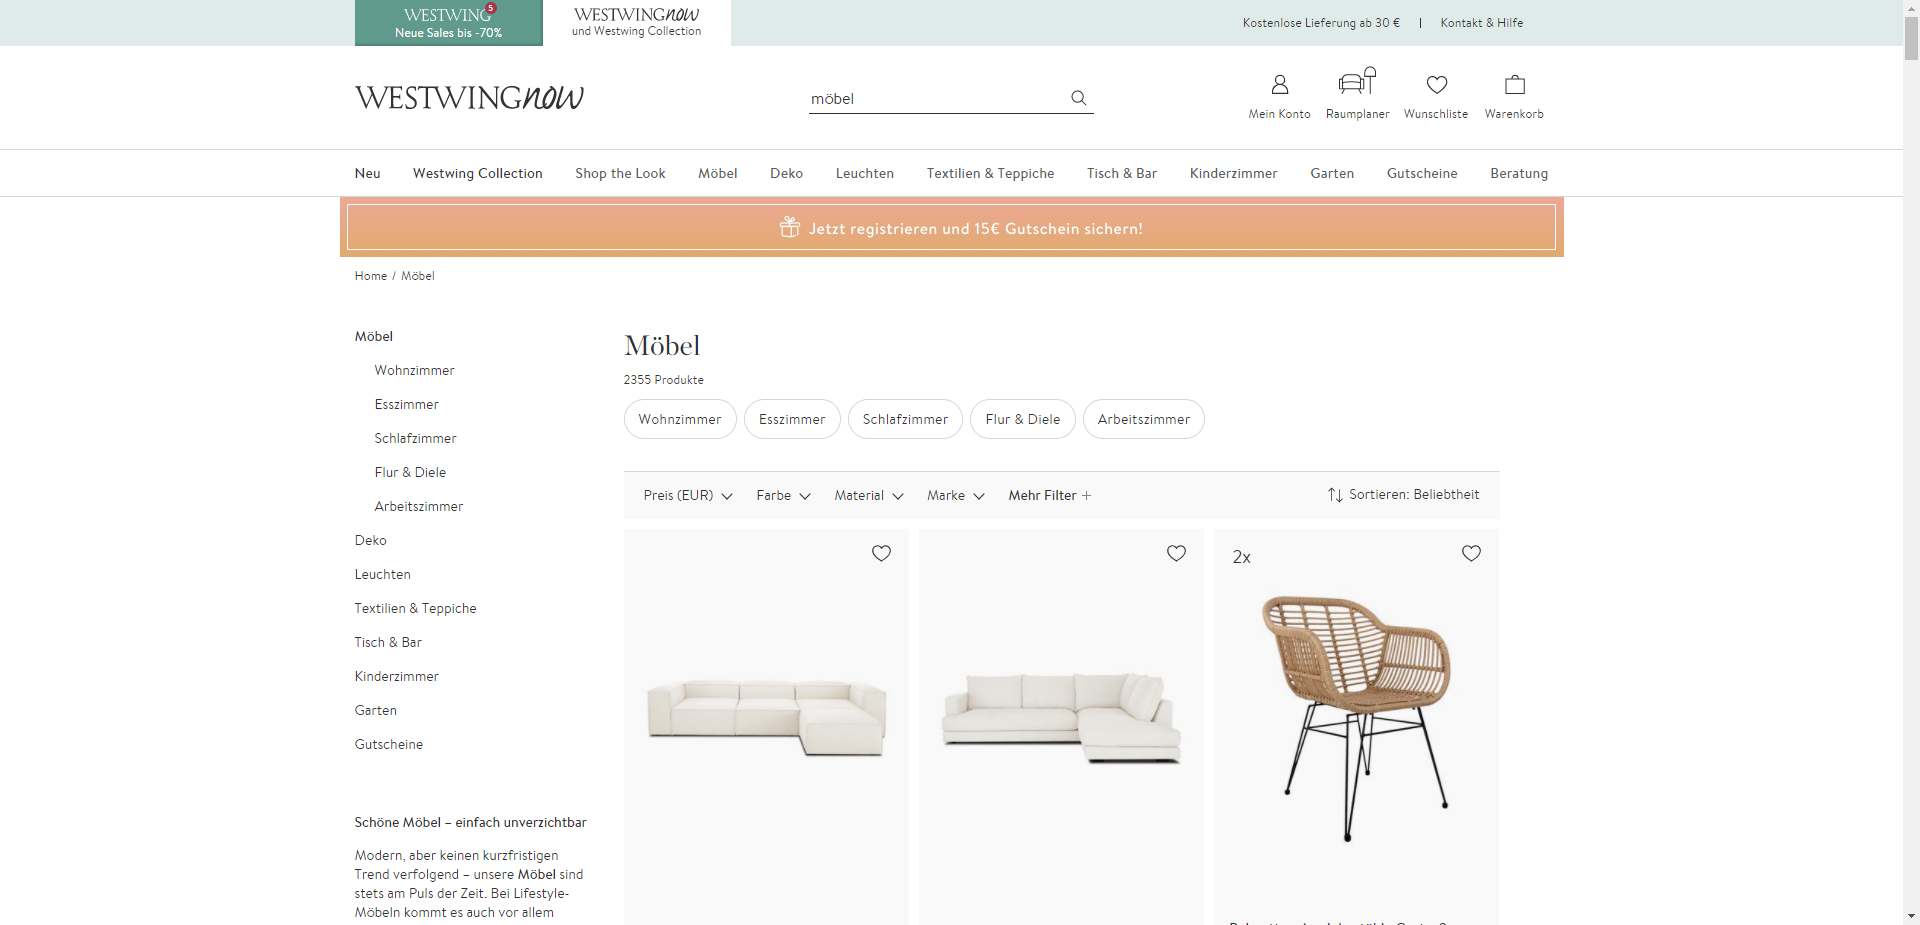 WESTWING
5
Neue Sales bis -70%
WESTWINGnow
und Westwing Collection
Kostenlose Lieferung ab 30 € | Kontakt & Hilfe
WESTWINGnow
möbel
Mein Konto
Raumplaner
Wunschliste
Warenkorb
Neu
Westwing Collection
Shop the Look
Möbel
Deko
Leuchten
Textilien & Teppiche
Tisch & Bar
Kinderzimmer
Garten
Gutscheine
Beratung
Jetzt registrieren und 15€ Gutschein sichern!
Home / Möbel
Möbel
Wohnzimmer
Esszimmer
Schlafzimmer
Flur & Diele
Arbeitszimmer
Deko
Leuchten
Textilien & Teppiche
Tisch & Bar
Kinderzimmer
Garten
Gutscheine
Schöne Möbel – einfach unverzichtbar
Modern, aber keinen kurzfristigen
Trend verfolgend – unsere Möbel sind
stets am Puls der Zeit. Bei Lifestyle-
Möbeln kommt es auch vor allem
Möbel
2355 Produkte
Wohnzimmer
Esszimmer
Schlafzimmer
Flur & Diele
Arbeitszimmer
Preis (EUR)
Farbe
Material
Marke
Mehr Filter +
Sortieren: Beliebtheit
2x